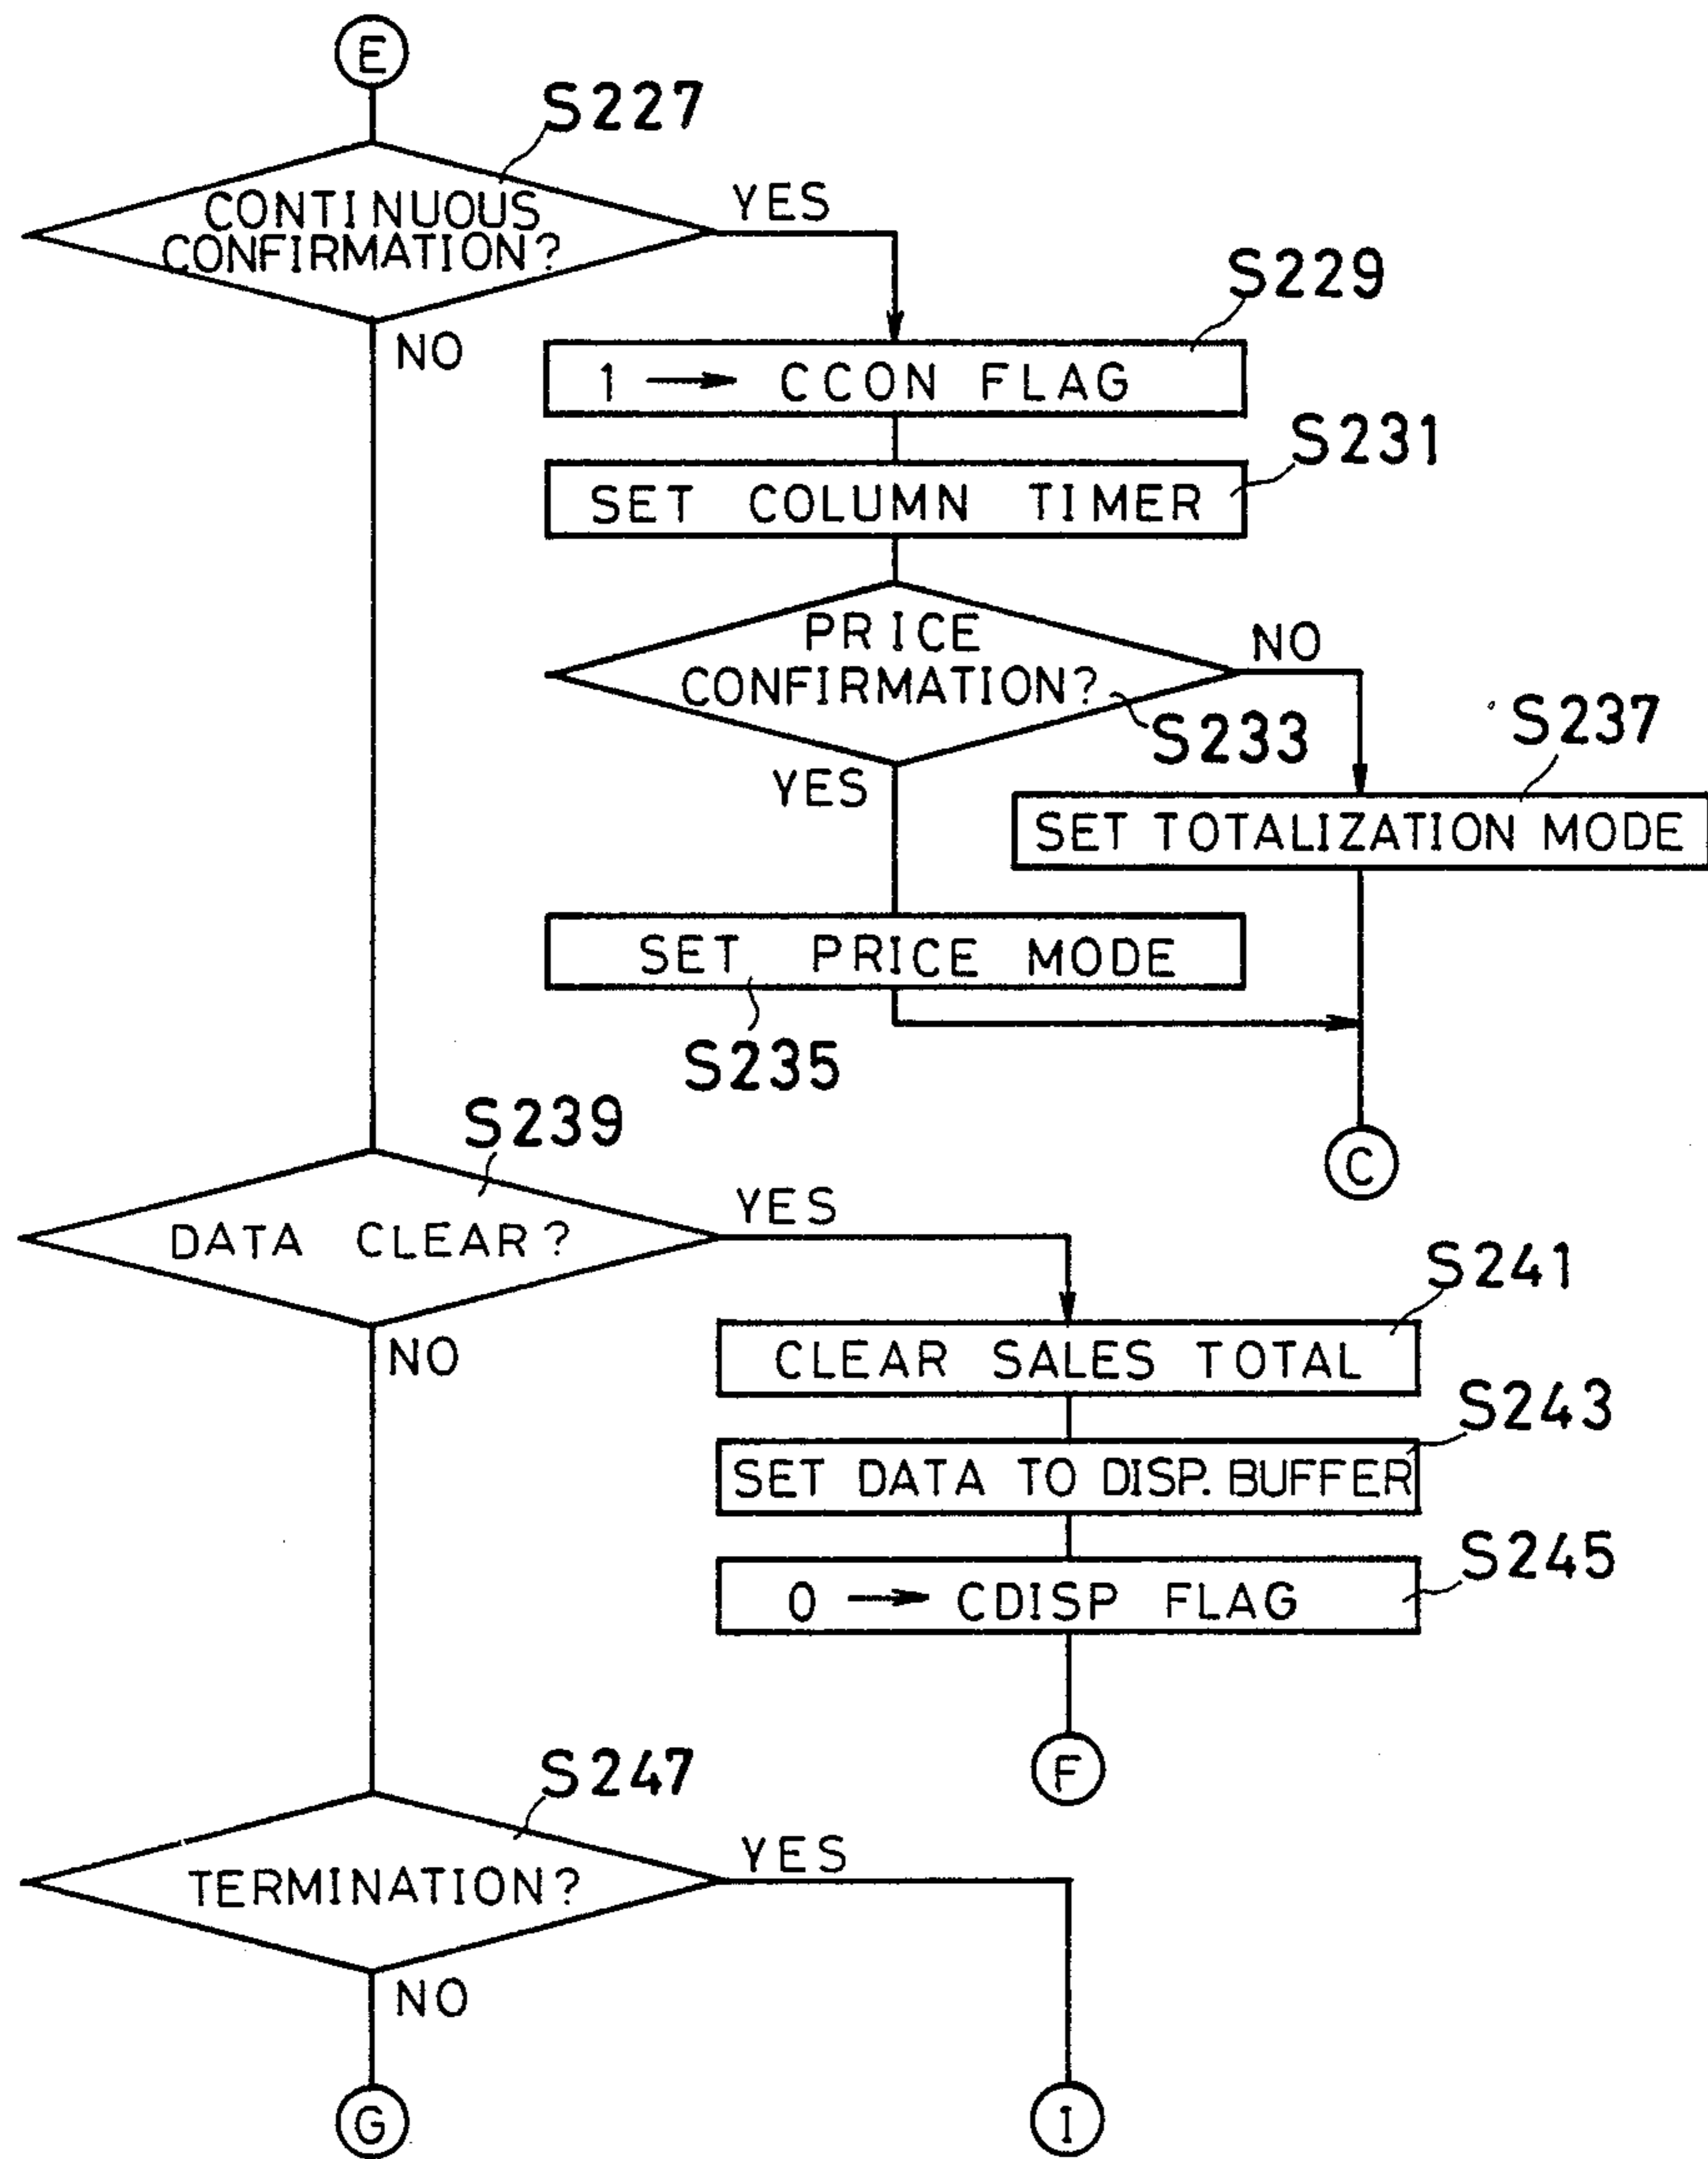 E
S227
CONTINUOUS
CONFIRMATION?
YES
NO
S229
1 → CCON FLAG
S231
SET COLUMN TIMER
PRICE
CONFIRMATION?
NO
S233
YES
S237
SET TOTALIZATION MODE
SET PRICE MODE
S235
C
S239
DATA CLEAR?
YES
NO
S241
CLEAR SALES TOTAL
S243
SET DATA TO DISP. BUFFER
S245
0 → CDISP FLAG
F
S247
TERMINATION?
YES
NO
G
I